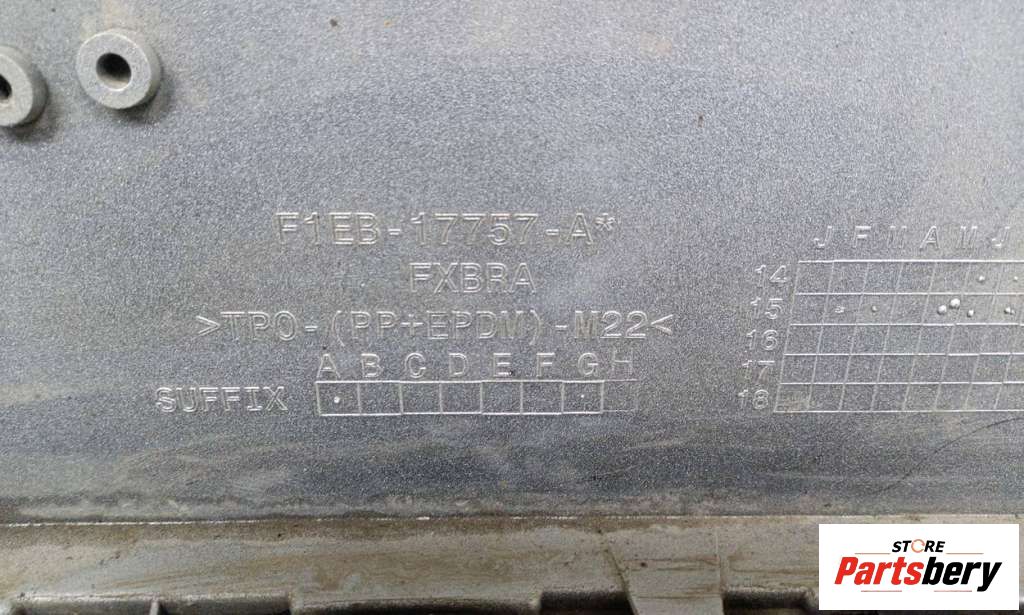 F1EB-17757-A*
FXBRA
>TPO-(PP+EPDM)-M22<
A B C D E F G H
SUFFIX
J F M A M J
14
15
16
17
18
STORE
Partsbery